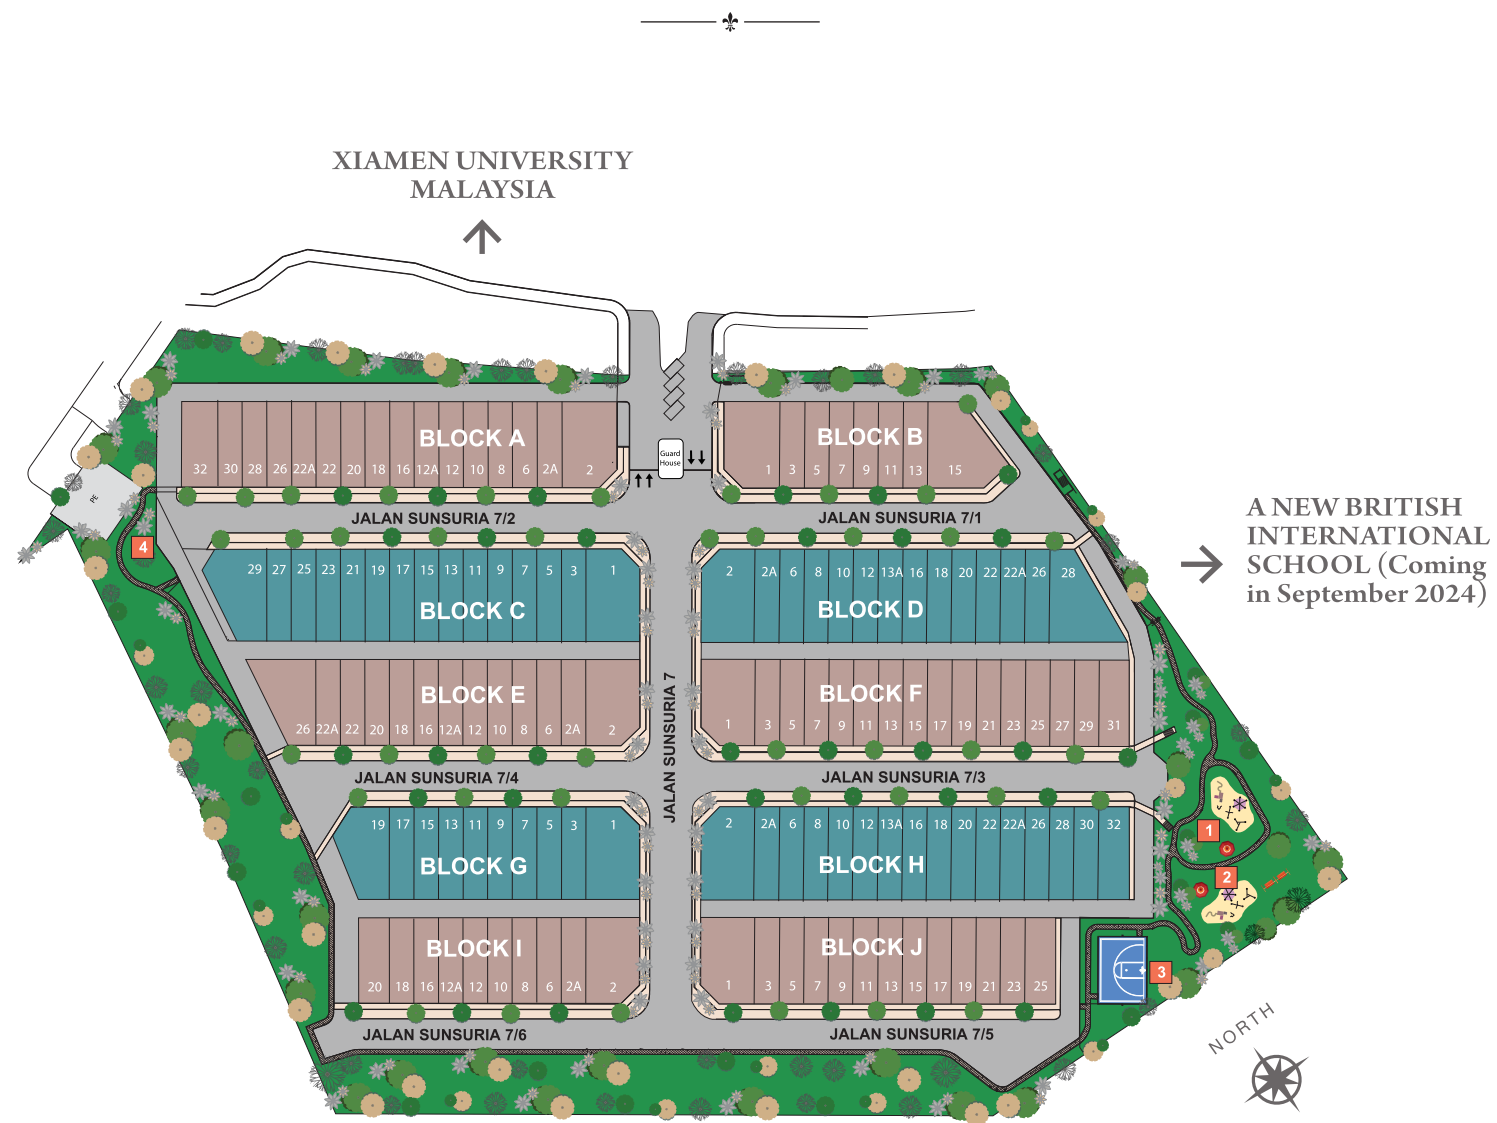 XIAMEN UNIVERSITY
MALAYSIA
BLOCK A
32 30 28 26 22A 22 20 18 16 12A 12 10 8 6 2A 2
Guard
House
BLOCK B
1 3 5 7 9 11 13 15
PE
JALAN SUNSURIA 7/2
JALAN SUNSURIA 7/1
A NEW BRITISH
INTERNATIONAL
SCHOOL (Coming
in September 2024)
4
29 27 25 23 21 19 17 15 13 11 9 7 5 3 1
BLOCK C
2 2A 6 8 10 12 13A 16 18 20 22 22A 26 28
BLOCK D
BLOCK E
26 22A 22 20 18 16 12A 12 10 8 6 2A 2
JALAN SUNSURIA 7
BLOCK F
1 3 5 7 9 11 13 15 17 19 21 23 25 27 29 31
JALAN SUNSURIA 7/4
JALAN SUNSURIA 7/3
19 17 15 13 11 9 7 5 3 1
BLOCK G
2 2A 6 8 10 12 13A 16 18 20 22 22A 26 28 30 32
BLOCK H
1
2
BLOCK I
20 18 16 12A 12 10 8 6 2A 2
BLOCK J
1 3 5 7 9 11 13 15 17 19 21 23 25
3
JALAN SUNSURIA 7/6
JALAN SUNSURIA 7/5
NORTH